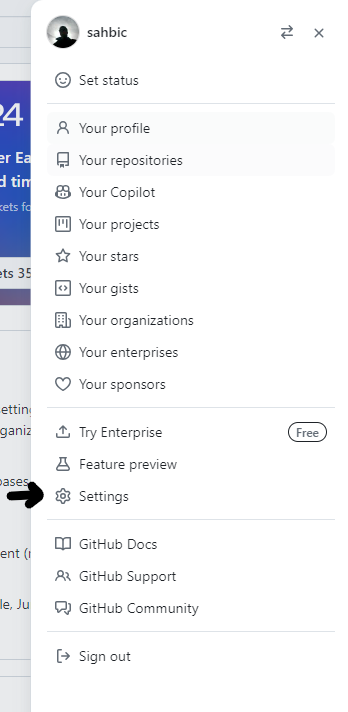 sahbic
Set status
24
Your profile
er Ea
Your repositories
d tim
Your Copilot
kets fo
Your projects
Your stars
ets 35
Your gists
Your organizations
Your enterprises
Your sponsors
setting
Try Enterprise Free
ganiz
Feature preview
bases
Settings
GitHub Docs
ent (r
GitHub Support
le, Ju
GitHub Community
Sign out